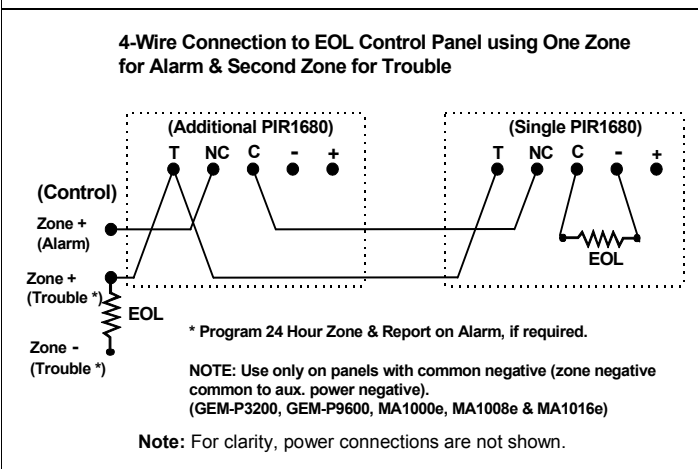 4-Wire Connection to EOL Control Panel using One Zone
for Alarm & Second Zone for Trouble
(Additional PIR1680)
T NC C - +
(Single PIR1680)
T NC C - +
(Control)
Zone +
(Alarm)
Zone +
(Trouble *)
EOL
Zone -
(Trouble *)
EOL
* Program 24 Hour Zone & Report on Alarm, if required.
NOTE: Use only on panels with common negative (zone negative
common to aux. power negative).
(GEM-P3200, GEM-P9600, MA1000e, MA1008e & MA1016e)
Note: For clarity, power connections are not shown.